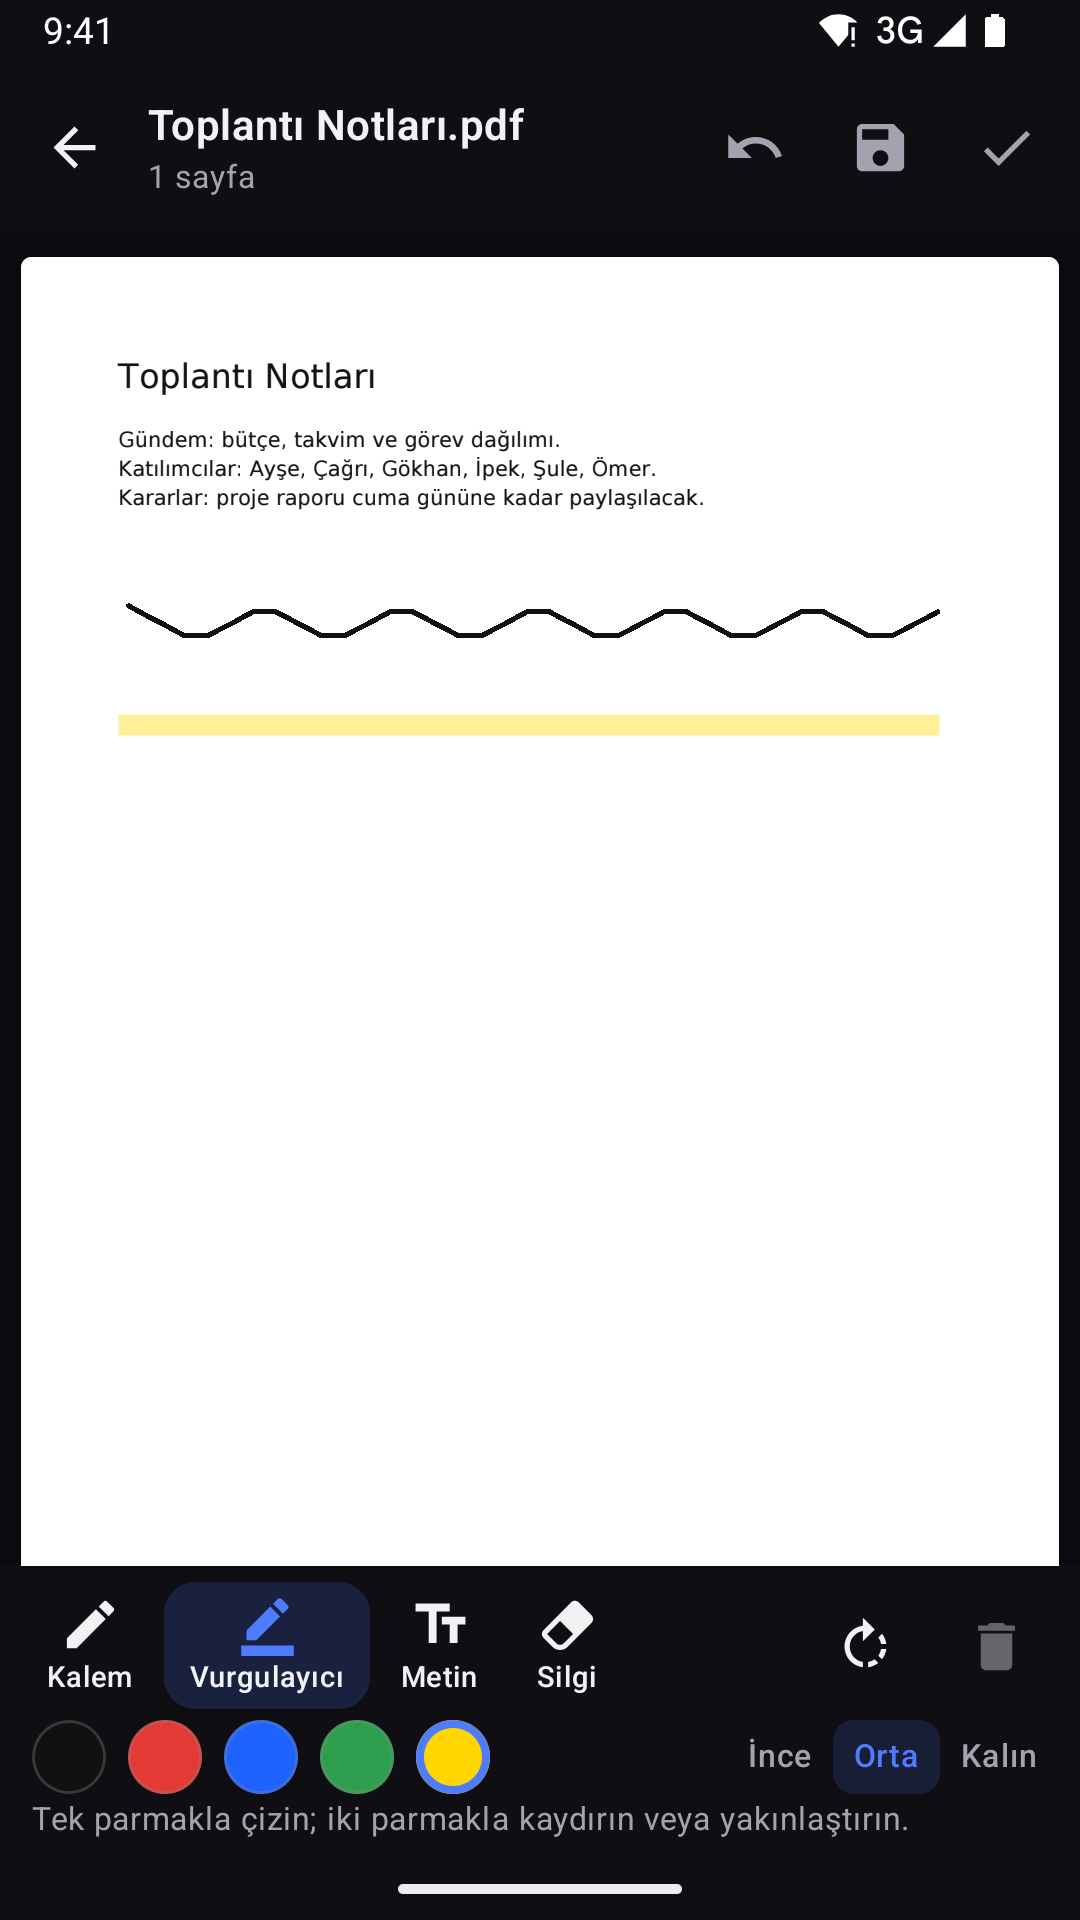 9:41
3G
Toplantı Notları.pdf
1 sayfa
Toplantı Notları
Gündem: bütçe, takvim ve görev dağılımı.
Katılımcılar: Ayşe, Çağrı, Gökhan, İpek, Şule, Ömer.
Kararlar: proje raporu cuma gününe kadar paylaşılacak.
Kalem
Vurgulayıcı
Metin
Silgi
İnce
Orta
Kalın
Tek parmakla çizin; iki parmakla kaydırın veya yakınlaştırın.